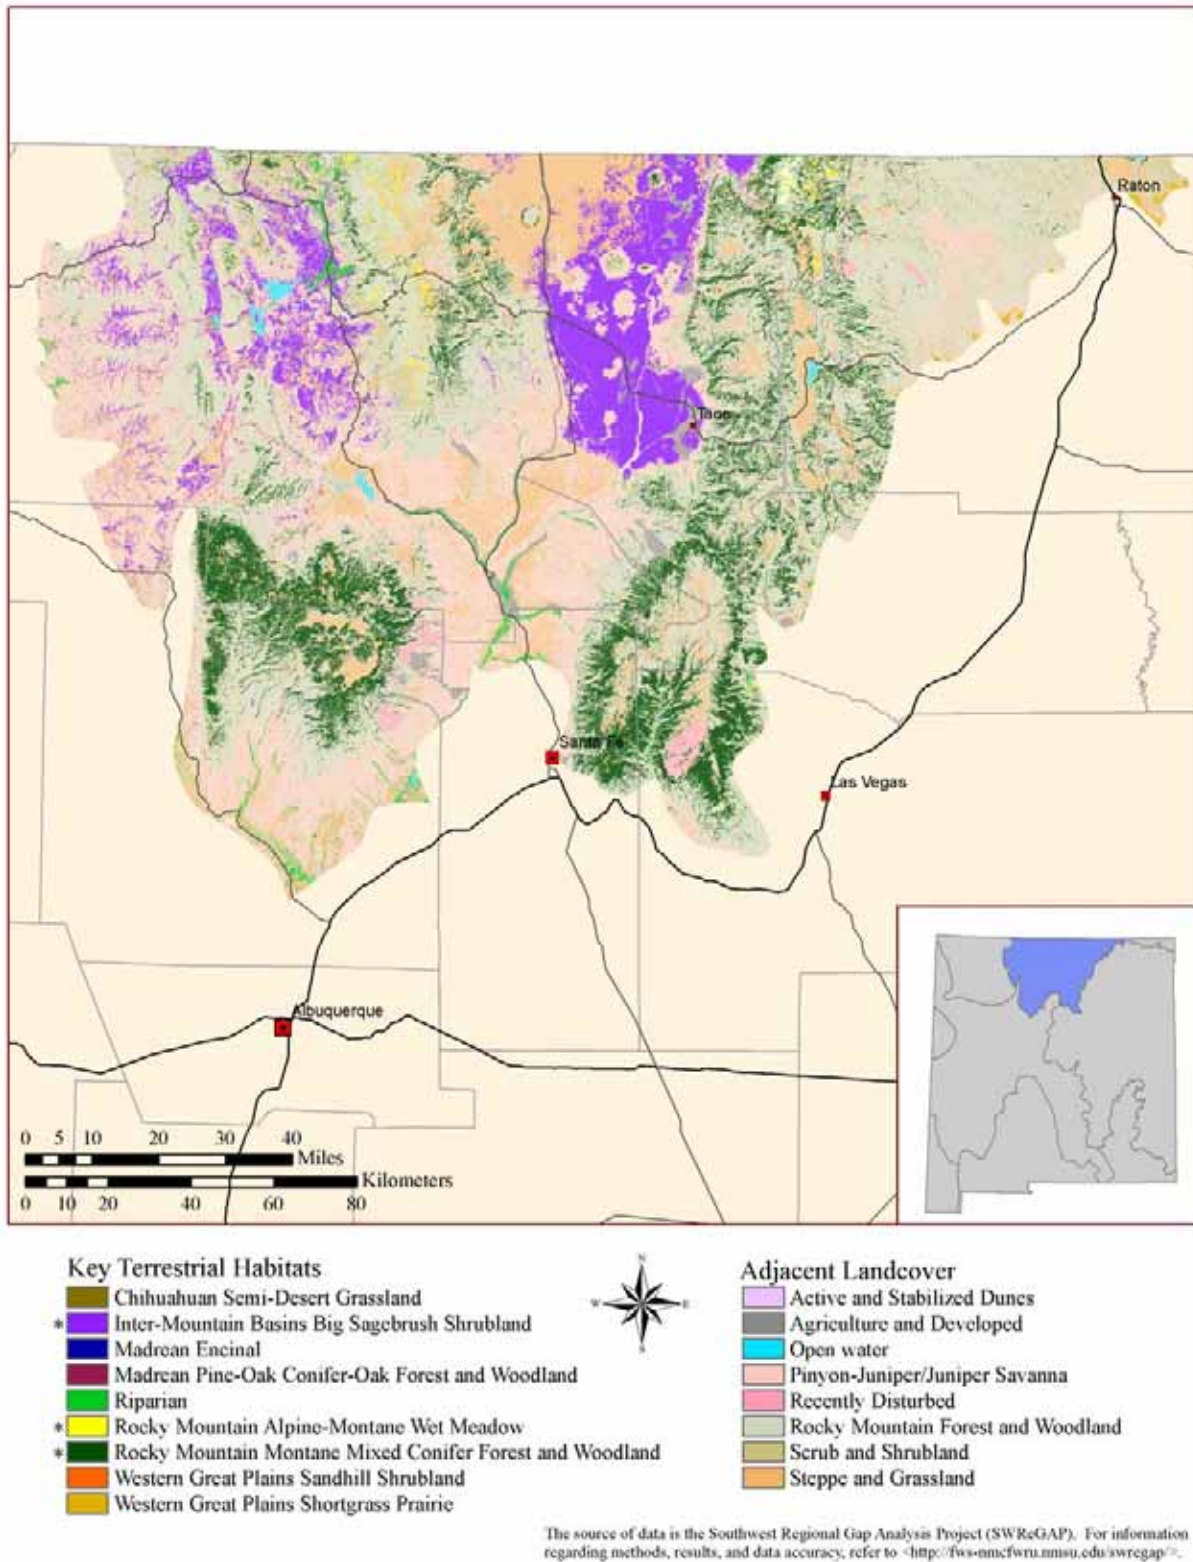 Raton
Taos
Santa Fe
Las Vegas
Albuquerque
0 5 10 20 30 40
Miles
Kilometers
0 10 20 40 60 80
Key Terrestrial Habitats
Chihuahuan Semi-Desert Grassland
* Inter-Mountain Basins Big Sagebrush Shrubland
Madrean Encinal
Madrean Pine-Oak Conifer-Oak Forest and Woodland
Riparian
* Rocky Mountain Alpine-Montane Wet Meadow
* Rocky Mountain Montane Mixed Conifer Forest and Woodland
Western Great Plains Sandhill Shrubland
Western Great Plains Shortgrass Prairie
N
W E
S
Adjacent Landcover
Active and Stabilized Dunes
Agriculture and Developed
Open water
Pinyon-Juniper/Juniper Savanna
Recently Disturbed
Rocky Mountain Forest and Woodland
Scrub and Shrubland
Steppe and Grassland
The source of data is the Southwest Regional Gap Analysis Project (SWReGAP). For information
regarding methods, results, and data accuracy, refer to <http://fws-nmcfwru.nmsu.edu/swregap/>.